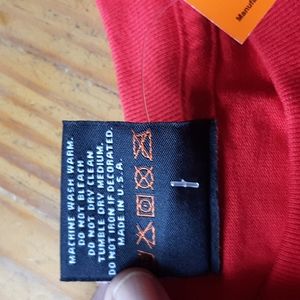 MACHINE WASH WARM.
DO NOT BLEACH
DO NOT DRY CLEAN
TUMBLE DRY MEDIUM.
DO NOT IRON IF DECORATED.
MADE IN U.S.A.
Manuf